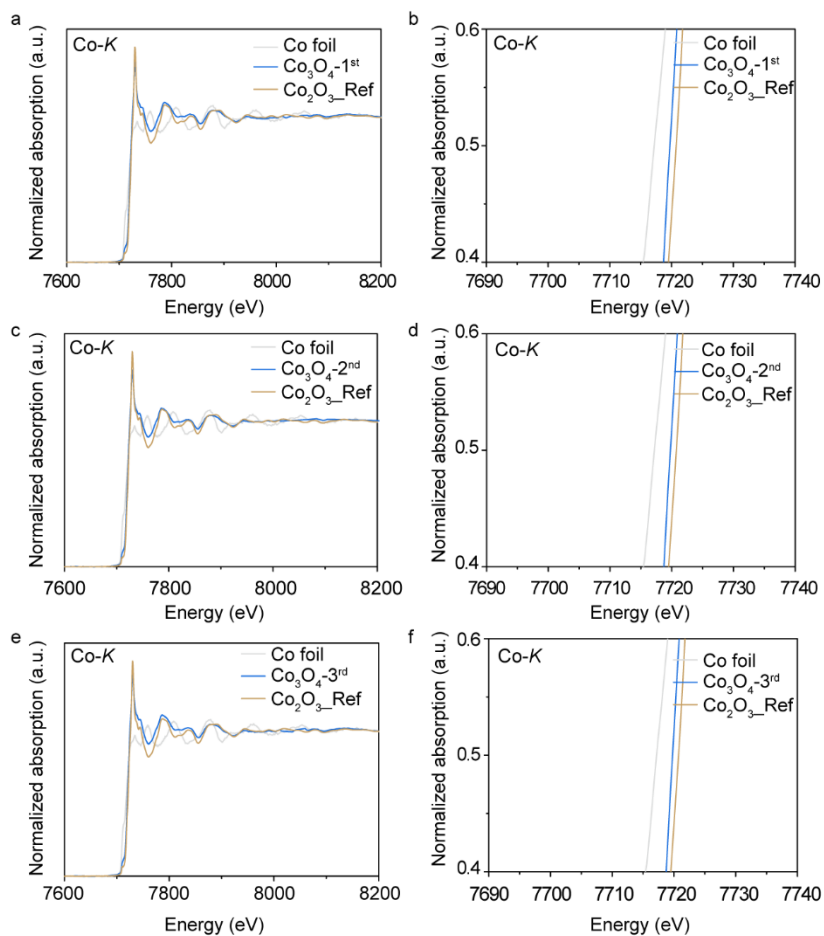 a
Co-K
Co foil
Co₃O₄-1ˢᵗ
Co₂O₃_Ref
Normalized absorption (a.u.)
7600 7800 8000 8200
Energy (eV)
b
Co-K
Co foil
Co₃O₄-1ˢᵗ
Co₂O₃_Ref
Normalized absorption (a.u.)
0.6
0.5
0.4
7690 7700 7710 7720 7730 7740
Energy (eV)
c
Co-K
Co foil
Co₃O₄-2ⁿᵈ
Co₂O₃_Ref
Normalized absorption (a.u.)
7600 7800 8000 8200
Energy (eV)
d
Co-K
Co foil
Co₃O₄-2ⁿᵈ
Co₂O₃_Ref
Normalized absorption (a.u.)
0.6
0.5
0.4
7690 7700 7710 7720 7730 7740
Energy (eV)
e
Co-K
Co foil
Co₃O₄-3ʳᵈ
Co₂O₃_Ref
Normalized absorption (a.u.)
7600 7800 8000 8200
Energy (eV)
f
Co-K
Co foil
Co₃O₄-3ʳᵈ
Co₂O₃_Ref
Normalized absorption (a.u.)
0.6
0.5
0.4
7690 7700 7710 7720 7730 7740
Energy (eV)